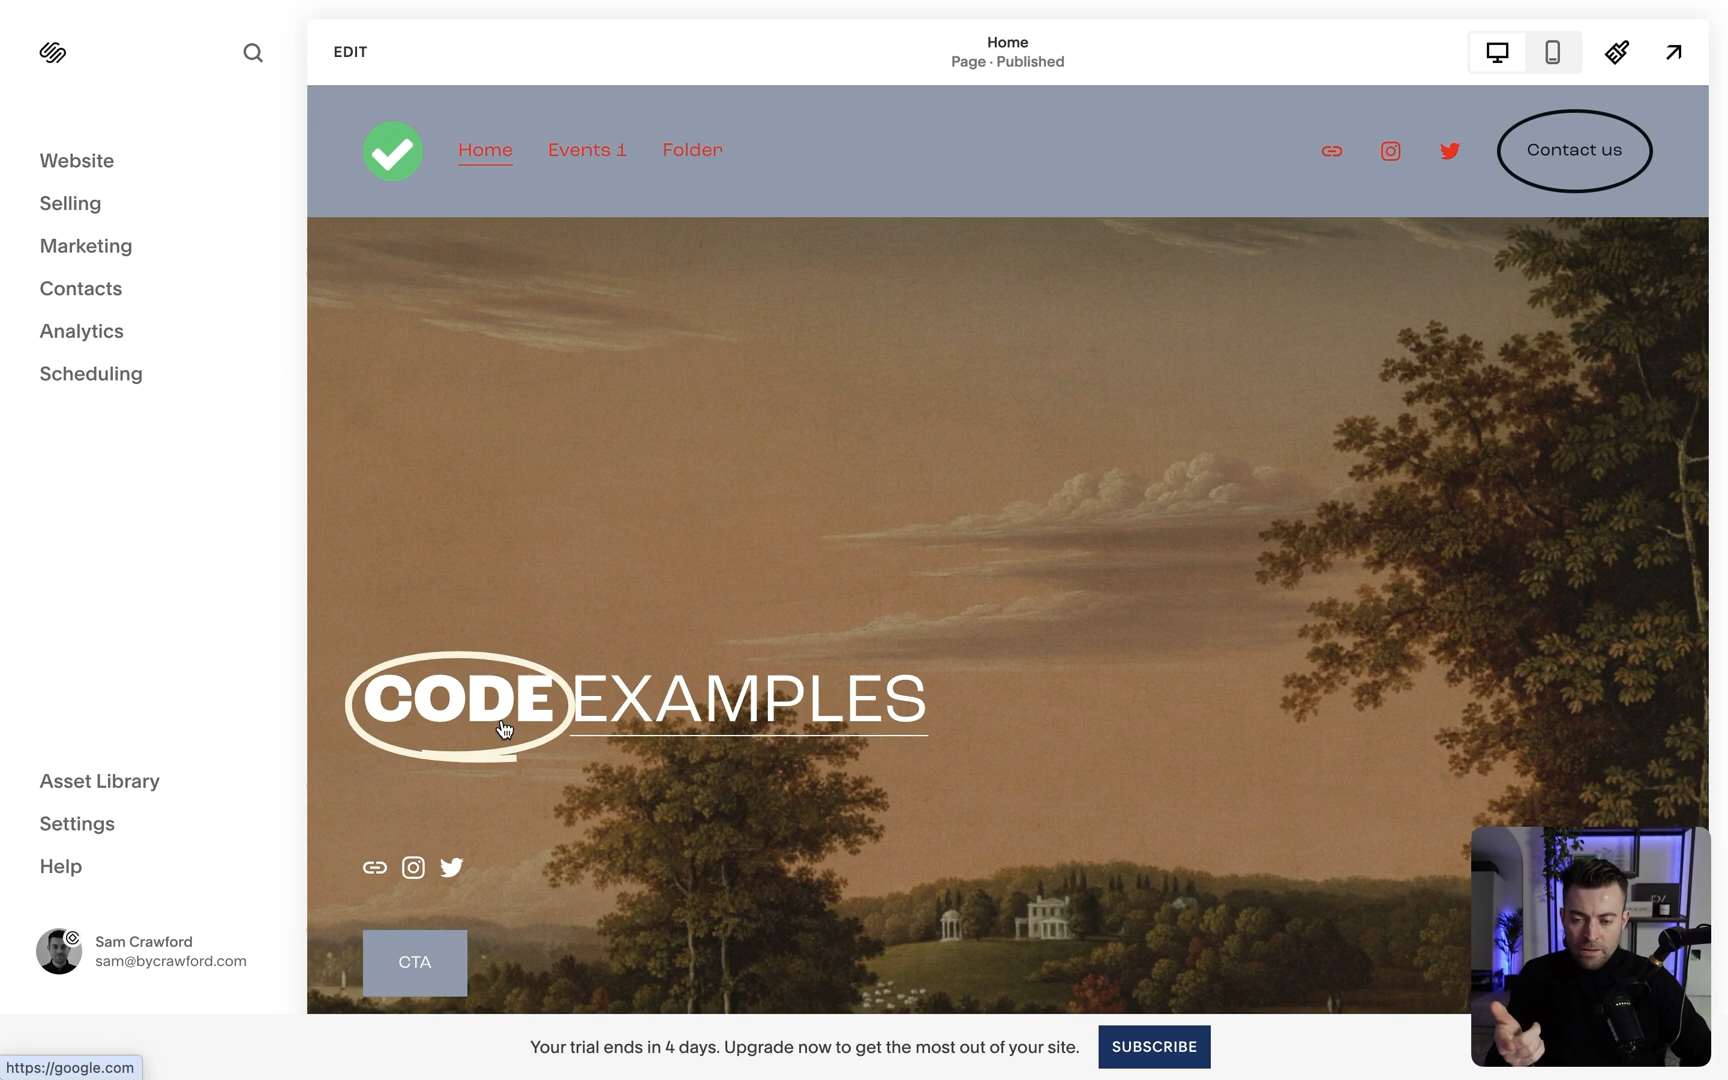 EDIT
Home
Page · Published
Website
Selling
Marketing
Contacts
Analytics
Scheduling
Home
Events 1
Folder
Contact us
CODE EXAMPLES
CTA
Asset Library
Settings
Help
Sam Crawford
sam@bycrawford.com
Your trial ends in 4 days. Upgrade now to get the most out of your site.
SUBSCRIBE
https://google.com